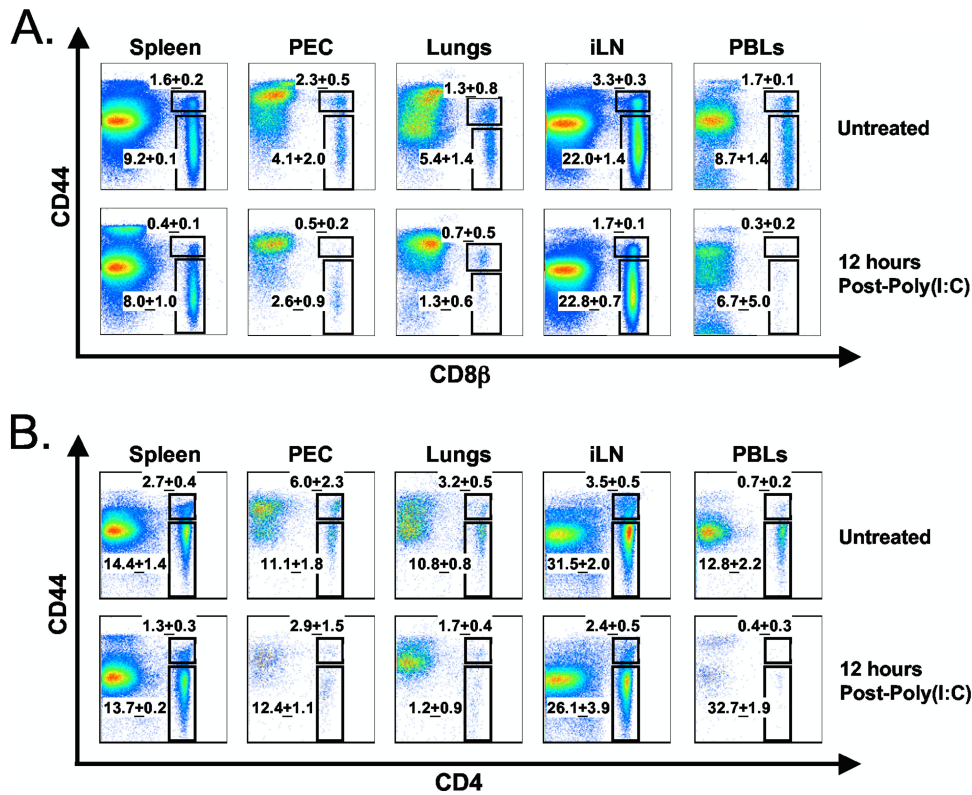 A.
Spleen PEC Lungs iLN PBLs
1.6±0.2 2.3±0.5 1.3±0.8 3.3±0.3 1.7±0.1
Untreated
9.2±0.1 4.1±2.0 5.4±1.4 22.0±1.4 8.7±1.4
CD44
0.4±0.1 0.5±0.2 0.7±0.5 1.7±0.1 0.3±0.2
12 hours
Post-Poly(I:C)
8.0±1.0 2.6±0.9 1.3±0.6 22.8±0.7 6.7±5.0
CD8β
B.
Spleen PEC Lungs iLN PBLs
2.7±0.4 6.0±2.3 3.2±0.5 3.5±0.5 0.7±0.2
Untreated
14.4±1.4 11.1±1.8 10.8±0.8 31.5±2.0 12.8±2.2
CD44
1.3±0.3 2.9±1.5 1.7±0.4 2.4±0.5 0.4±0.3
12 hours
Post-Poly(I:C)
13.7±0.2 12.4±1.1 1.2±0.9 26.1±3.9 32.7±1.9
CD4